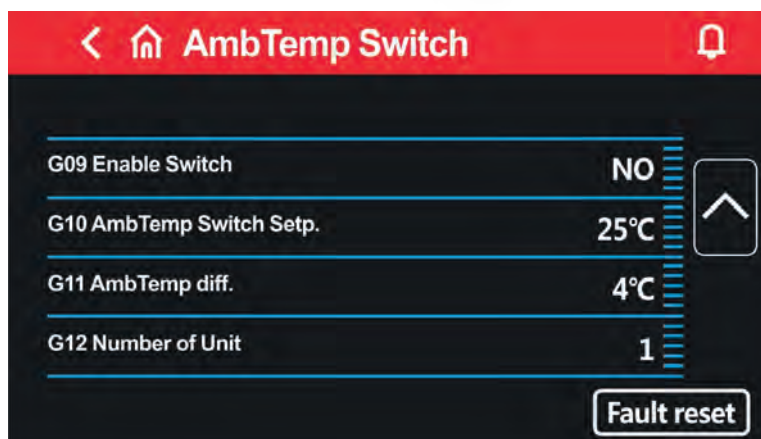 AmbTemp Switch
G09 Enable Switch NO
G10 AmbTemp Switch Setp. 25℃
G11 AmbTemp diff. 4℃
G12 Number of Unit 1
Fault reset